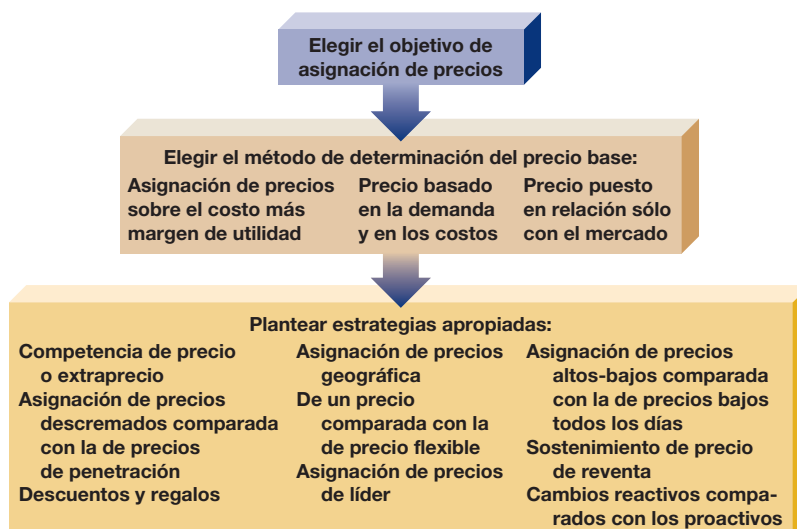 Elegir el objetivo de
asignación de precios
Elegir el método de determinación del precio base:
Asignación de precios
sobre el costo más
margen de utilidad
Precio basado
en la demanda
y en los costos
Precio puesto
en relación sólo
con el mercado
Plantear estrategias apropiadas:
Competencia de precio
o extraprecio
Asignación de precios
descremados comparada
con la de precios
de penetración
Descuentos y regalos
Asignación de precios
geográfica
De un precio
comparada con la
de precio flexible
Asignación de precios
de líder
Asignación de precios
altos-bajos comparada
con la de precios bajos
todos los días
Sostenimiento de precio
de reventa
Cambios reactivos compa-
rados con los proactivos